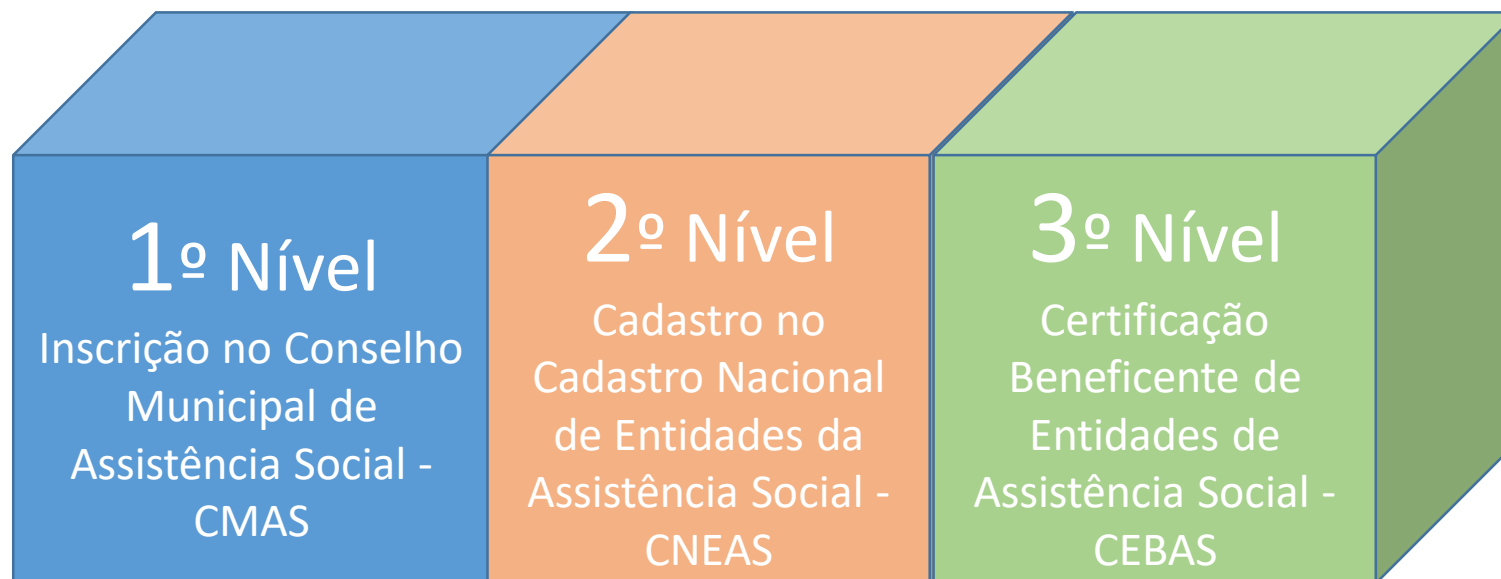 1º Nível
Inscrição no Conselho
Municipal de
Assistência Social -
CMAS
2º Nível
Cadastro no
Cadastro Nacional
de Entidades da
Assistência Social -
CNEAS
3º Nível
Certificação
Beneficente de
Entidades de
Assistência Social -
CEBAS